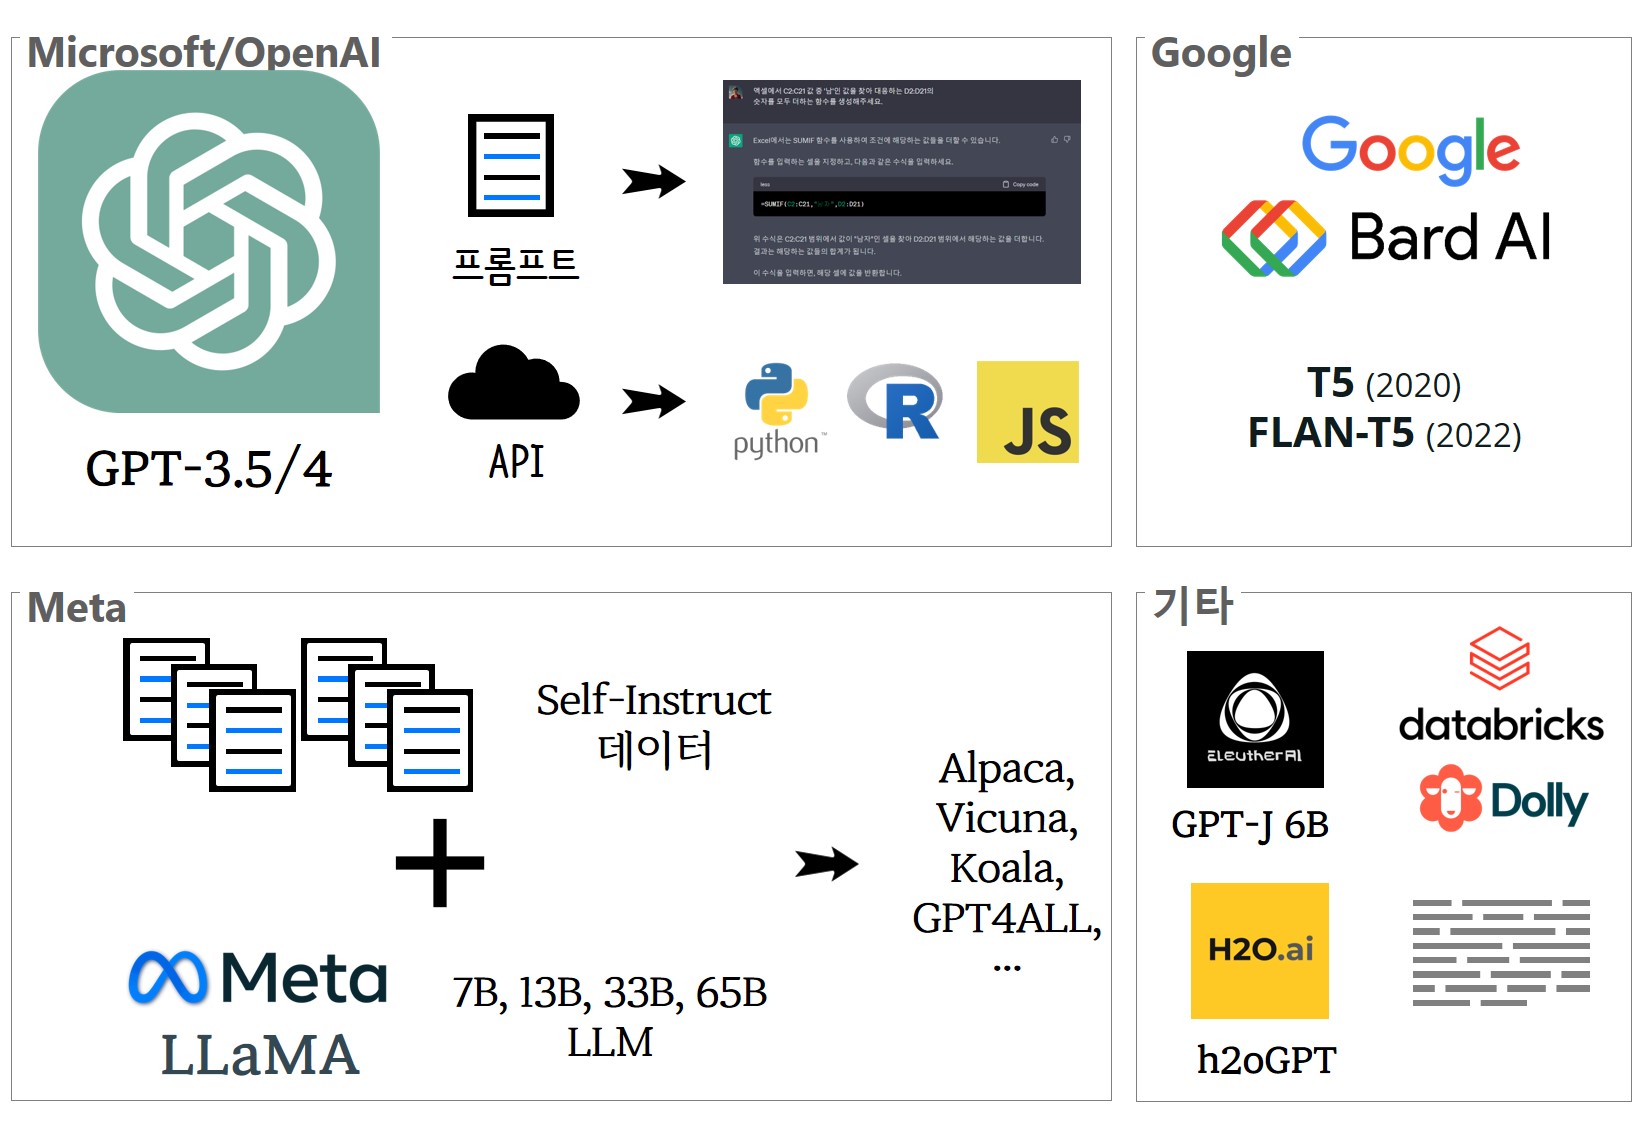 Microsoft/OpenAI
GPT-3.5/4
프롬프트
엑셀에서 C2:C21 값 중 '남'인 값을 찾아 대응하는 D2:D21의
숫자를 모두 더하는 함수를 생성해주세요.
Excel에서는 SUMIF 함수를 사용하여 조건에 해당하는 값들을 더할 수 있습니다.
함수를 입력하는 셀을 지정하고, 다음과 같은 수식을 입력하세요.
less
Copy code
=SUMIF(C2:C21,"남자",D2:D21)
위 수식은 C2:C21 범위에서 값이 "남자"인 셀을 찾아 D2:D21 범위에서 해당하는 값을 더합니다.
결과는 해당하는 값들의 합계가 됩니다.
이 수식을 입력하면, 해당 셀에 값을 반환합니다.
API
python™
R
JS
Google
Google
Bard AI
T5 (2020)
FLAN-T5 (2022)
Meta
Self-Instruct
데이터
Meta
LLaMA
7B, 13B, 33B, 65B
LLM
Alpaca,
Vicuna,
Koala,
GPT4ALL,
...
기타
EleutherAI
GPT-J 6B
databricks
Dolly
H2O.ai
h2oGPT